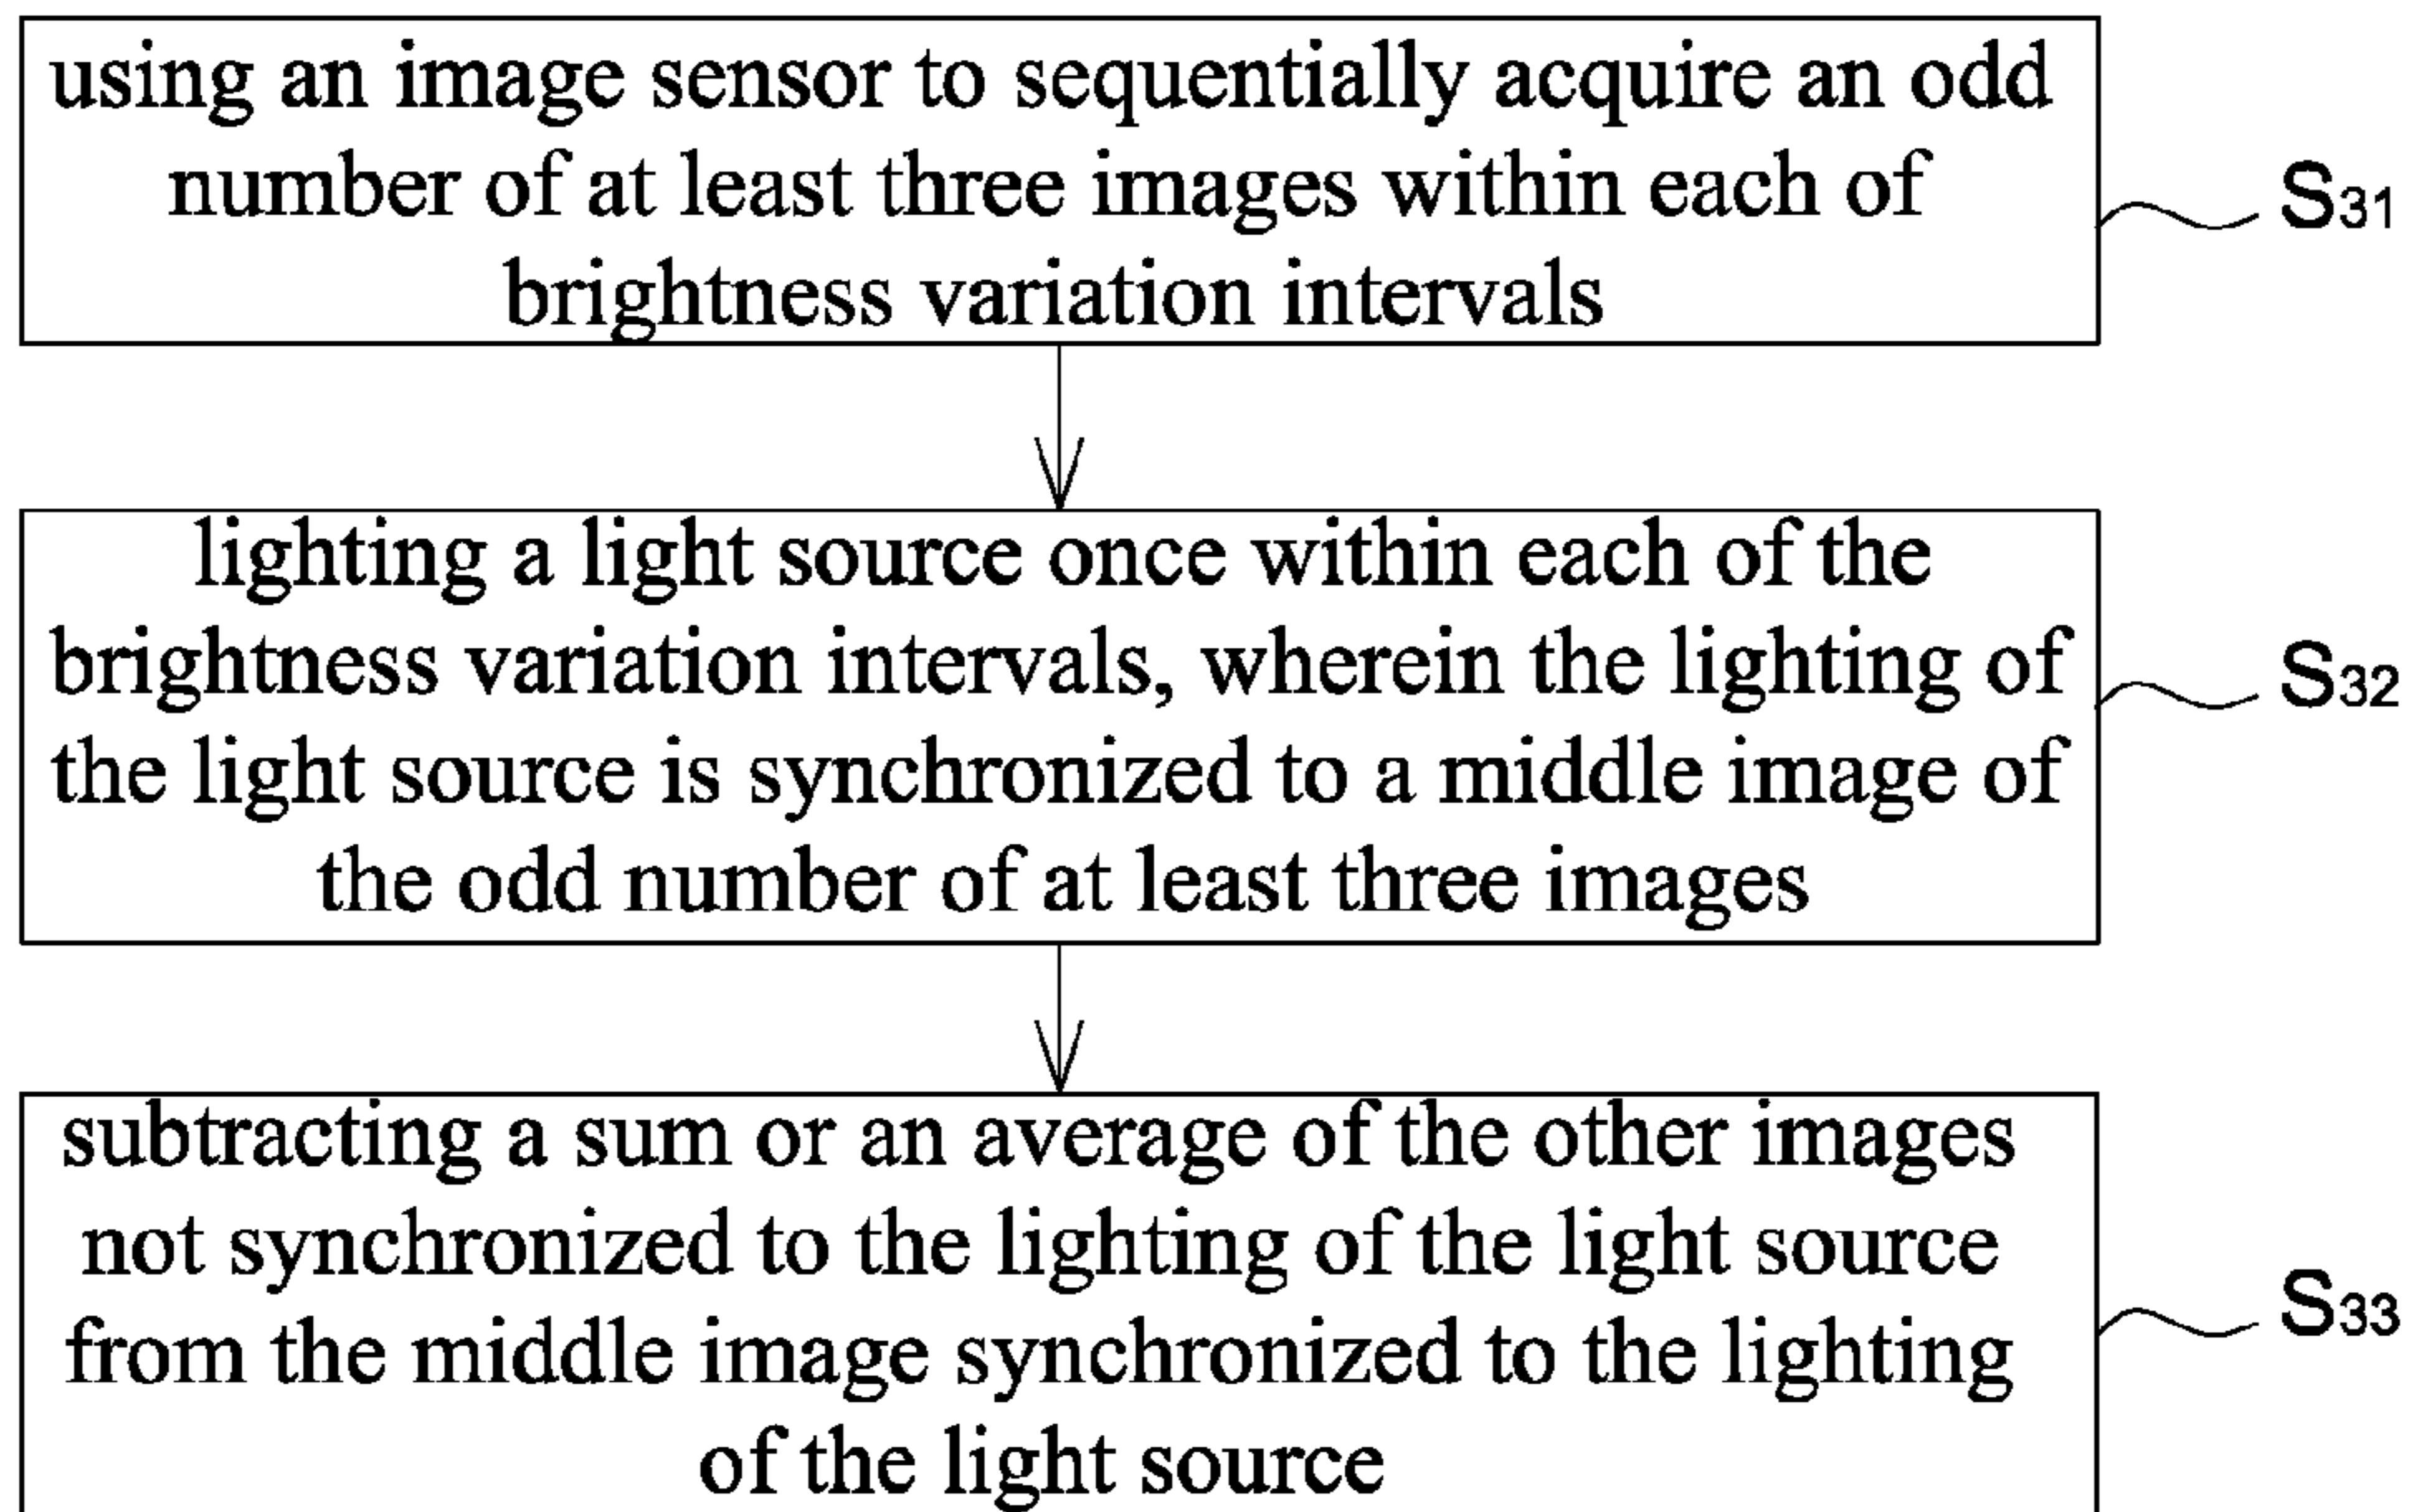 using an image sensor to sequentially acquire an odd
number of at least three images within each of
brightness variation intervals
S31
lighting a light source once within each of the
brightness variation intervals, wherein the lighting of
the light source is synchronized to a middle image of
the odd number of at least three images
S32
subtracting a sum or an average of the other images
not synchronized to the lighting of the light source
from the middle image synchronized to the lighting
of the light source
S33